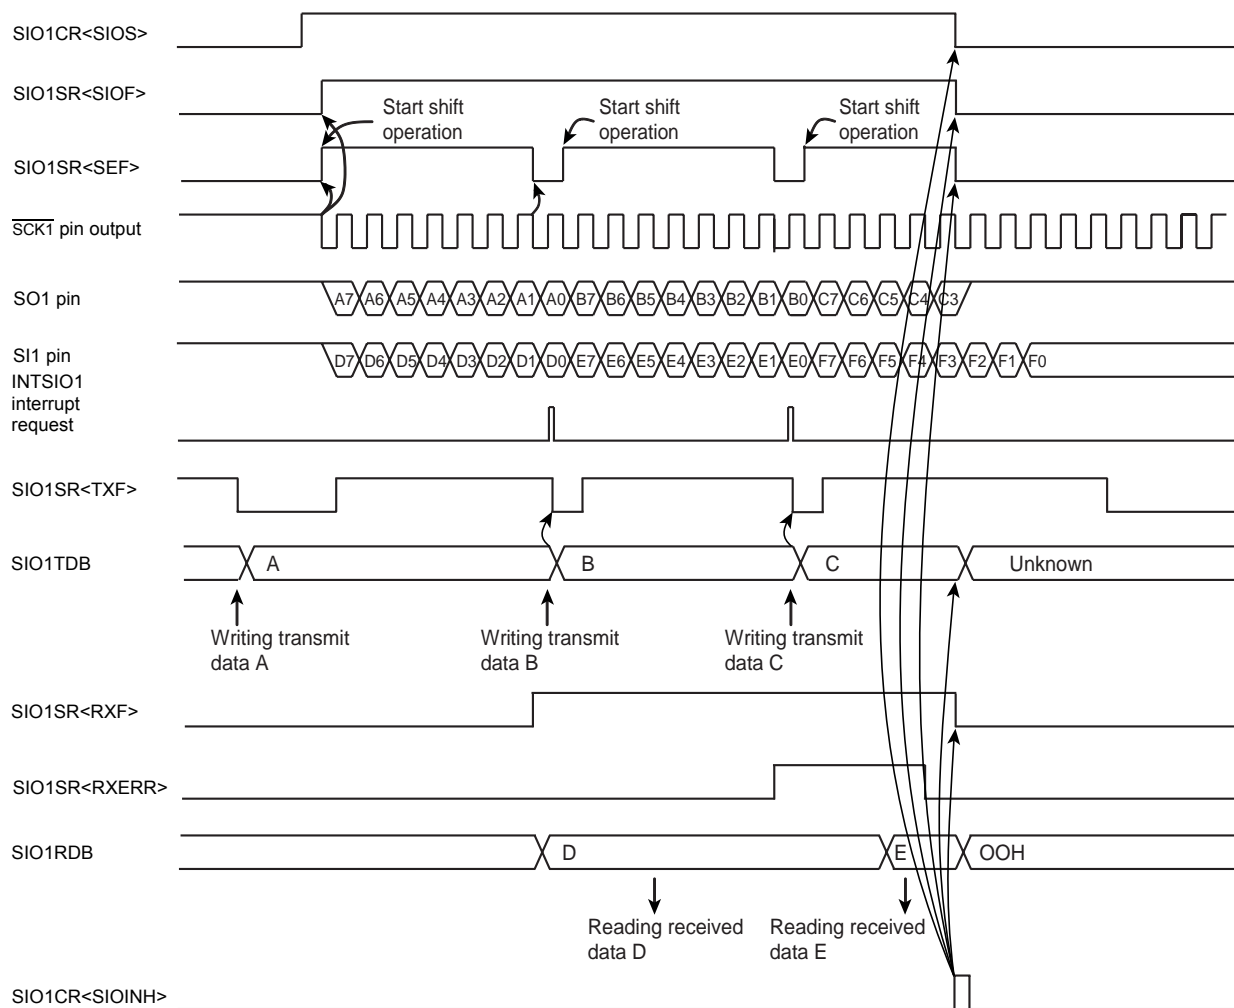 SIO1CR<SIOS>
SIO1SR<SIOF>
Start shift operation
Start shift operation
Start shift operation
SIO1SR<SEF>
SCK1 pin output
SO1 pin
A7 A6 A5 A4 A3 A2 A1 A0 B7 B6 B5 B4 B3 B2 B1 B0 C7 C6 C5 C4 C3
SI1 pin
D7 D6 D5 D4 D3 D2 D1 D0 E7 E6 E5 E4 E3 E2 E1 E0 F7 F6 F5 F4 F3 F2 F1 F0
INTSIO1
interrupt
request
SIO1SR<TXF>
SIO1TDB
A B C Unknown
Writing transmit
data A
Writing transmit
data B
Writing transmit
data C
SIO1SR<RXF>
SIO1SR<RXERR>
SIO1RDB
D E OOH
Reading received
data D
Reading received
data E
SIO1CR<SIOINH>